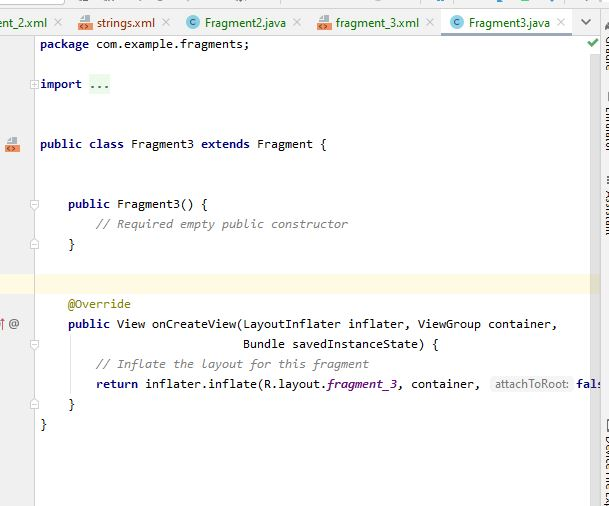 ent_2.xml strings.xml Fragment2.java fragment_3.xml Fragment3.java
package com.example.fragments;
import ...
public class Fragment3 extends Fragment {
public Fragment3() {
// Required empty public constructor
}
@Override
public View onCreateView(LayoutInflater inflater, ViewGroup container,
Bundle savedInstanceState) {
// Inflate the layout for this fragment
return inflater.inflate(R.layout.fragment_3, container, attachToRoot: fals
}
}